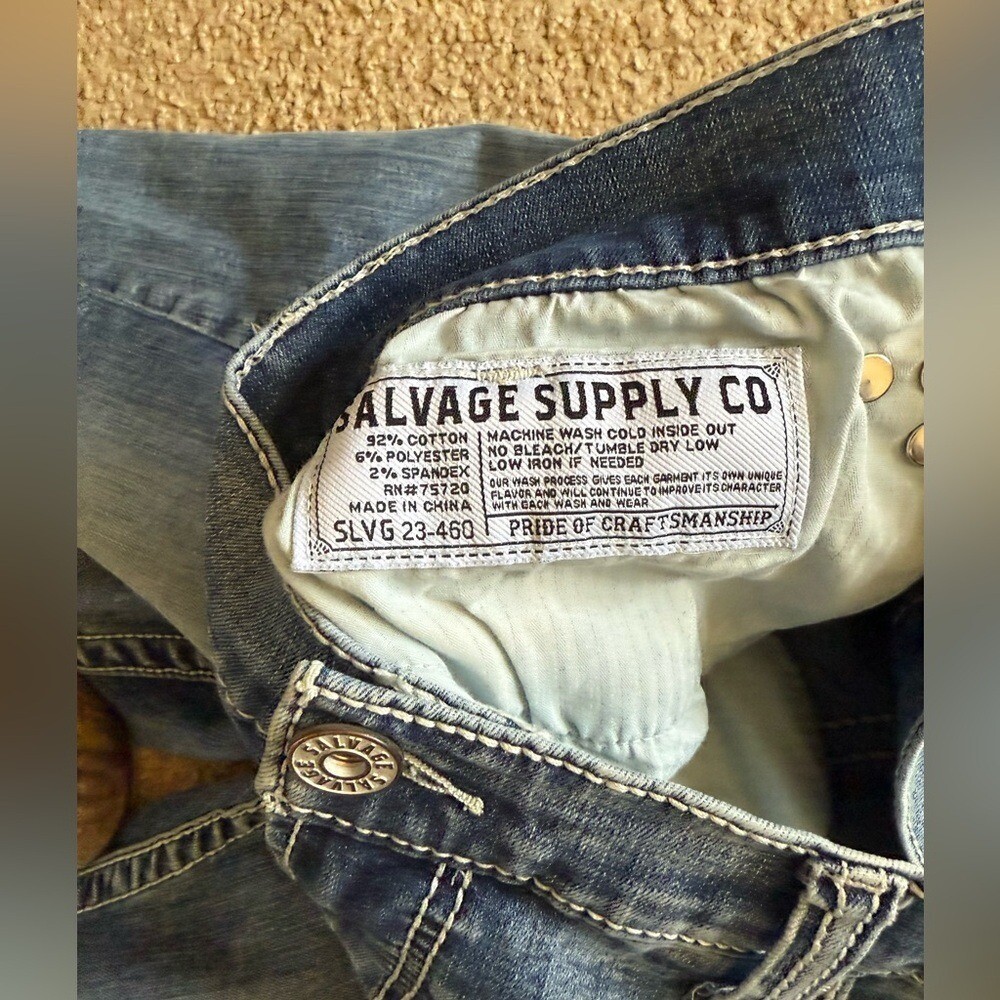 SALVAGE SUPPLY CO
92% COTTON
6% POLYESTER
2% SPANDEX
RN#75720
MADE IN CHINA
SLVG 23-460
MACHINE WASH COLD INSIDE OUT
NO BLEACH/TUMBLE DRY LOW
LOW IRON IF NEEDED
OUR WASH PROCESS GIVES EACH GARMENT ITS OWN UNIQUE
FLAVOR AND WILL CONTINUE TO IMPROVE ITS CHARACTER
WITH EACH WASH AND WEAR
PRIDE OF CRAFTSMANSHIP
SALVAGE SALVAGE